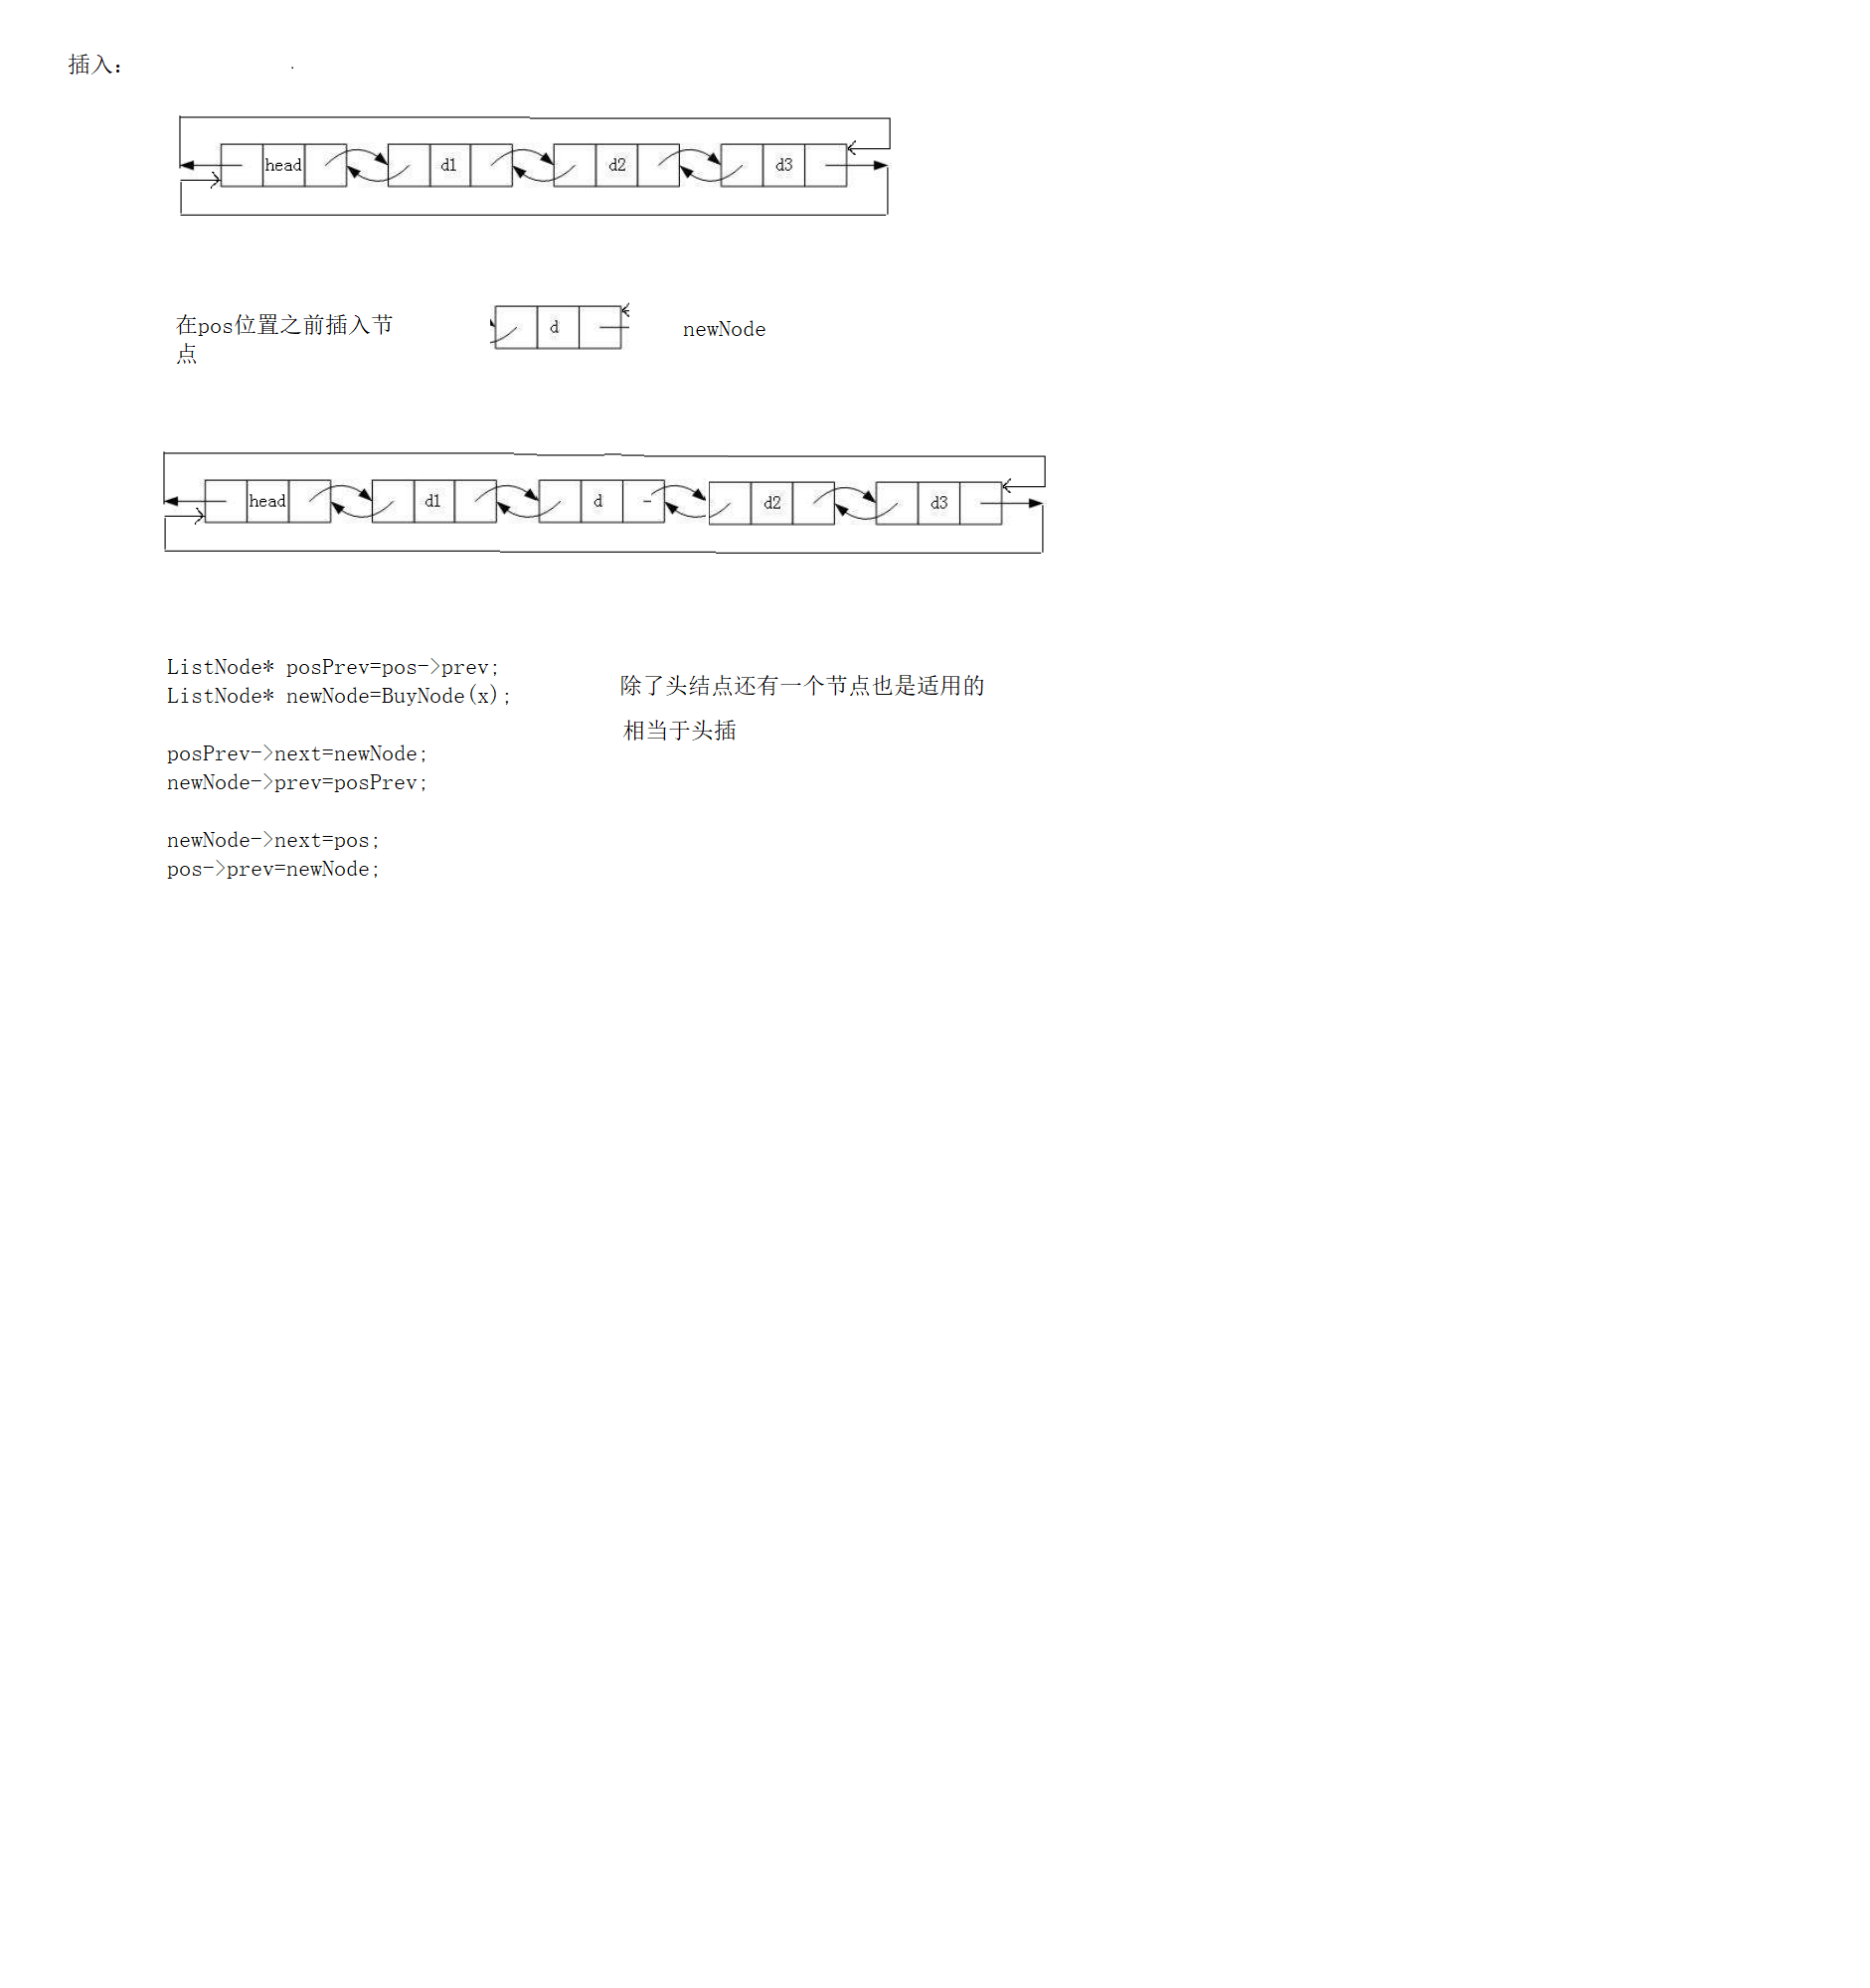 插入：
head d1 d2 d3
在pos位置之前插入节
点
d
newNode
head d1 d d2 d3
ListNode* posPrev=pos->prev;
ListNode* newNode=BuyNode(x);
posPrev->next=newNode;
newNode->prev=posPrev;
newNode->next=pos;
pos->prev=newNode;
除了头结点还有一个节点也是适用的
相当于头插